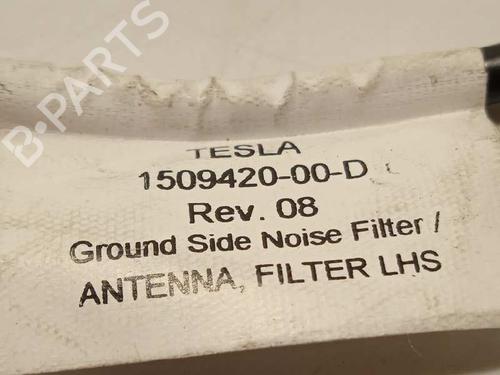 B-PARTS
TESLA
1509420-00-D
Rev. 08
Ground Side Noise Filter /
ANTENNA, FILTER LHS